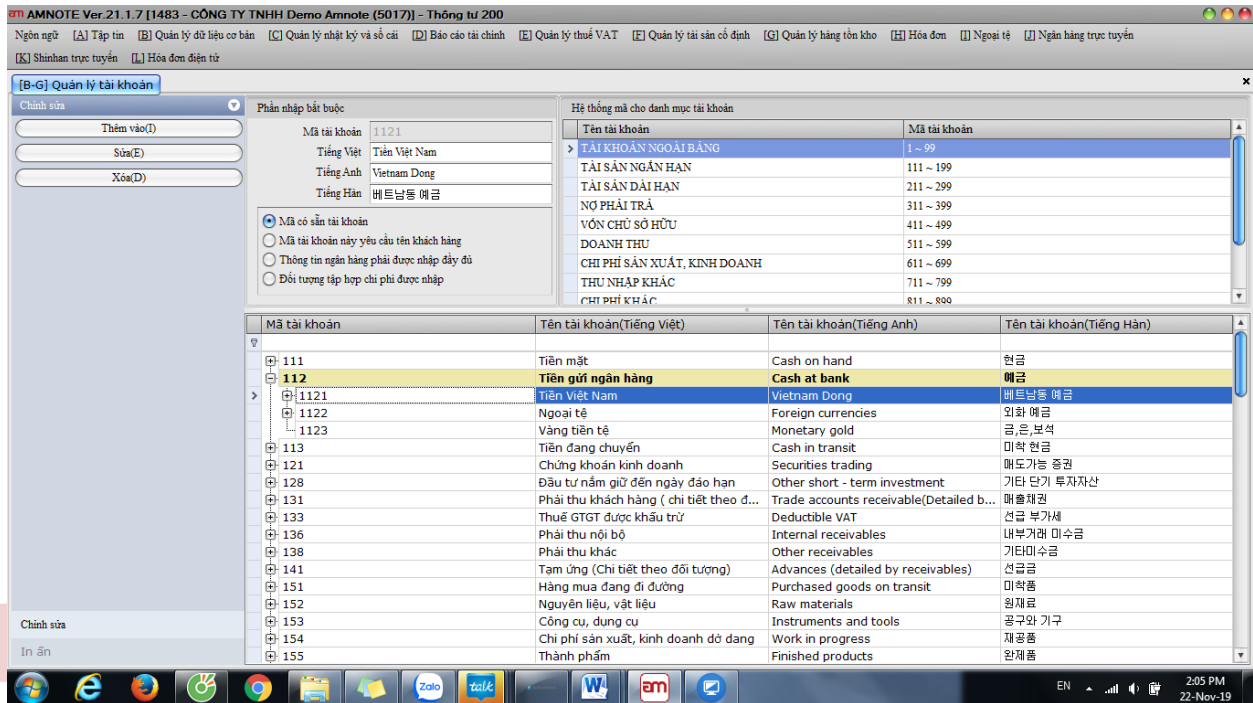 am AMNOTE Ver.21.1.7 [1483 - CÔNG TY TNHH Demo Amnote (5017)] - Thông tư 200
Ngôn ngữ [A] Tập tin [B] Quản lý dữ liệu cơ bản [C] Quản lý nhật ký và sổ cái [D] Báo cáo tài chính [E] Quản lý thuế VAT [F] Quản lý tài sản cố định [G] Quản lý hàng tồn kho [H] Hóa đơn [I] Ngoại tệ [J] Ngân hàng trực tuyến
[K] Shinhan trực tuyến [L] Hóa đơn điện tử
[B-G] Quản lý tài khoản
Chỉnh sửa
Thêm vào(I)
Sửa(E)
Xóa(D)
Phần nhập bắt buộc
Mã tài khoản 1121
Tiếng Việt Tiền Việt Nam
Tiếng Anh Vietnam Dong
Tiếng Hàn 베트남동 예금
Mã có sẵn tài khoản
Mã tài khoản này yêu cầu tên khách hàng
Thông tin ngân hàng phải được nhập đầy đủ
Đối tượng tập hợp chi phí được nhập
Hệ thống mã cho danh mục tài khoản
Tên tài khoản Mã tài khoản
TÀI KHOẢN NGOÀI BẢNG 1 ~ 99
TÀI SẢN NGẮN HẠN 111 ~ 199
TÀI SẢN DÀI HẠN 211 ~ 299
NỢ PHẢI TRẢ 311 ~ 399
VỐN CHỦ SỞ HỮU 411 ~ 499
DOANH THU 511 ~ 599
CHI PHÍ SẢN XUẤT, KINH DOANH 611 ~ 699
THU NHẬP KHÁC 711 ~ 799
CHI PHÍ KHÁC 811 ~ 899
Mã tài khoản Tên tài khoản(Tiếng Việt) Tên tài khoản(Tiếng Anh) Tên tài khoản(Tiếng Hàn)
111 Tiền mặt Cash on hand 현금
112 Tiền gửi ngân hàng Cash at bank 예금
1121 Tiền Việt Nam Vietnam Dong 베트남동 예금
1122 Ngoại tệ Foreign currencies 외화 예금
1123 Vàng tiền tệ Monetary gold 금,은,보석
113 Tiền đang chuyển Cash in transit 미착 현금
121 Chứng khoán kinh doanh Securities trading 매도가능 증권
128 Đầu tư nắm giữ đến ngày đáo hạn Other short - term investment 기타 단기 투자자산
131 Phải thu khách hàng ( chi tiết theo đ... Trade accounts receivable(Detailed b... 매출채권
133 Thuế GTGT được khấu trừ Deductible VAT 선급 부가세
136 Phải thu nội bộ Internal receivables 내부거래 미수금
138 Phải thu khác Other receivables 기타미수금
141 Tạm ứng (Chi tiết theo đối tượng) Advances (detailed by receivables) 선급금
151 Hàng mua đang đi đường Purchased goods on transit 미착품
152 Nguyên liệu, vật liệu Raw materials 원재료
153 Công cụ, dụng cụ Instruments and tools 공구와 기구
154 Chi phí sản xuất, kinh doanh dở dang Work in progress 재공품
155 Thành phẩm Finished products 완제품
Chỉnh sửa
In ấn
Zalo
talk
W
am
EN
2:05 PM
22-Nov-19